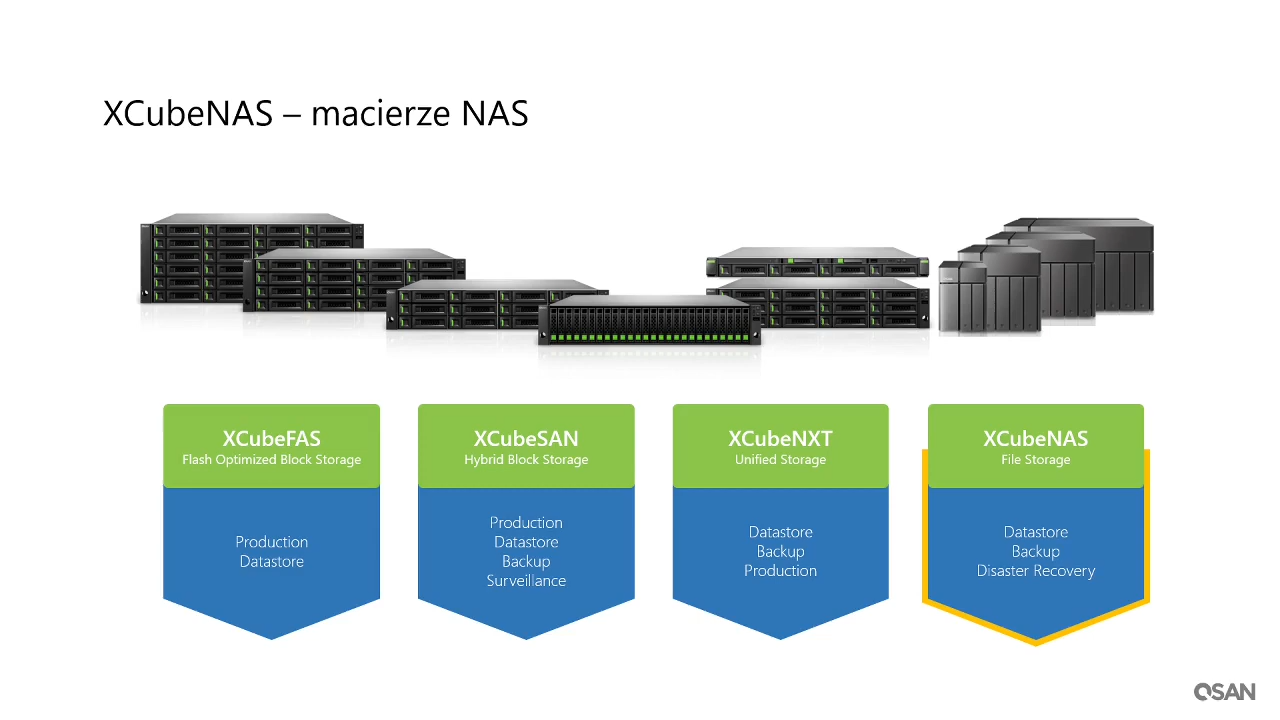 XCubeNAS – macierze NAS
XCubeFAS
Flash Optimized Block Storage
Production
Datastore
XCubeSAN
Hybrid Block Storage
Production
Datastore
Backup
Surveillance
XCubeNXT
Unified Storage
Datastore
Backup
Production
XCubeNAS
File Storage
Datastore
Backup
Disaster Recovery
QSAN